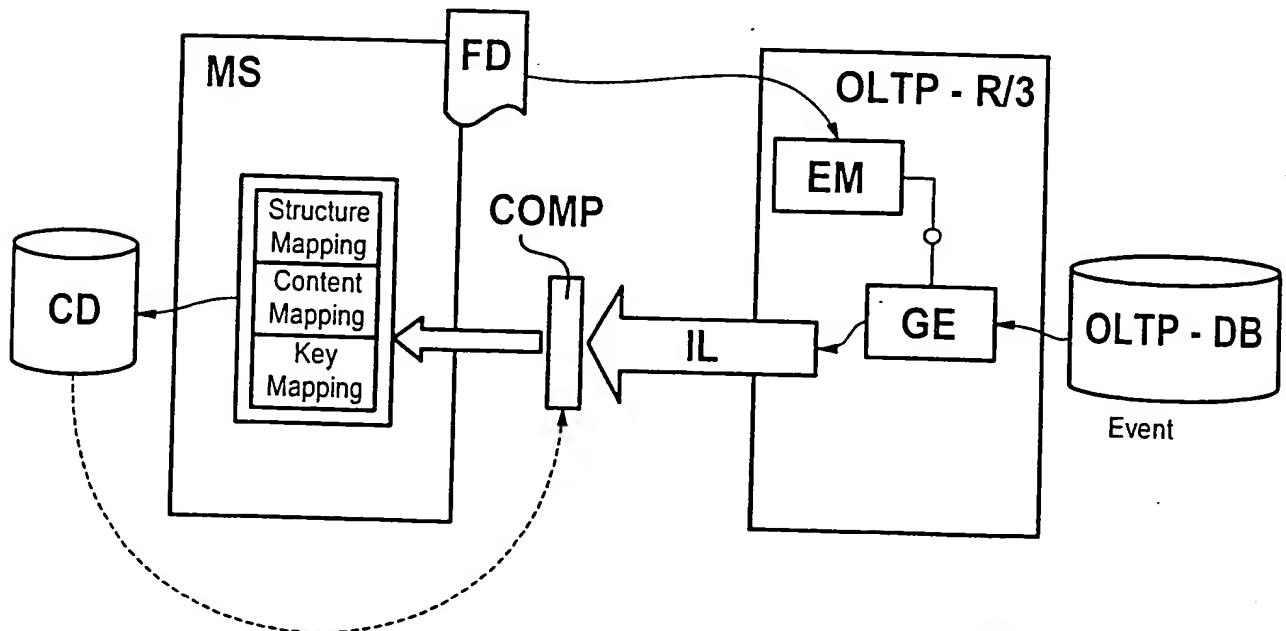 MS
FD
OLTP - R/3
EM
Structure
Mapping
Content
Mapping
Key
Mapping
COMP
CD
IL
GE
OLTP - DB
Event